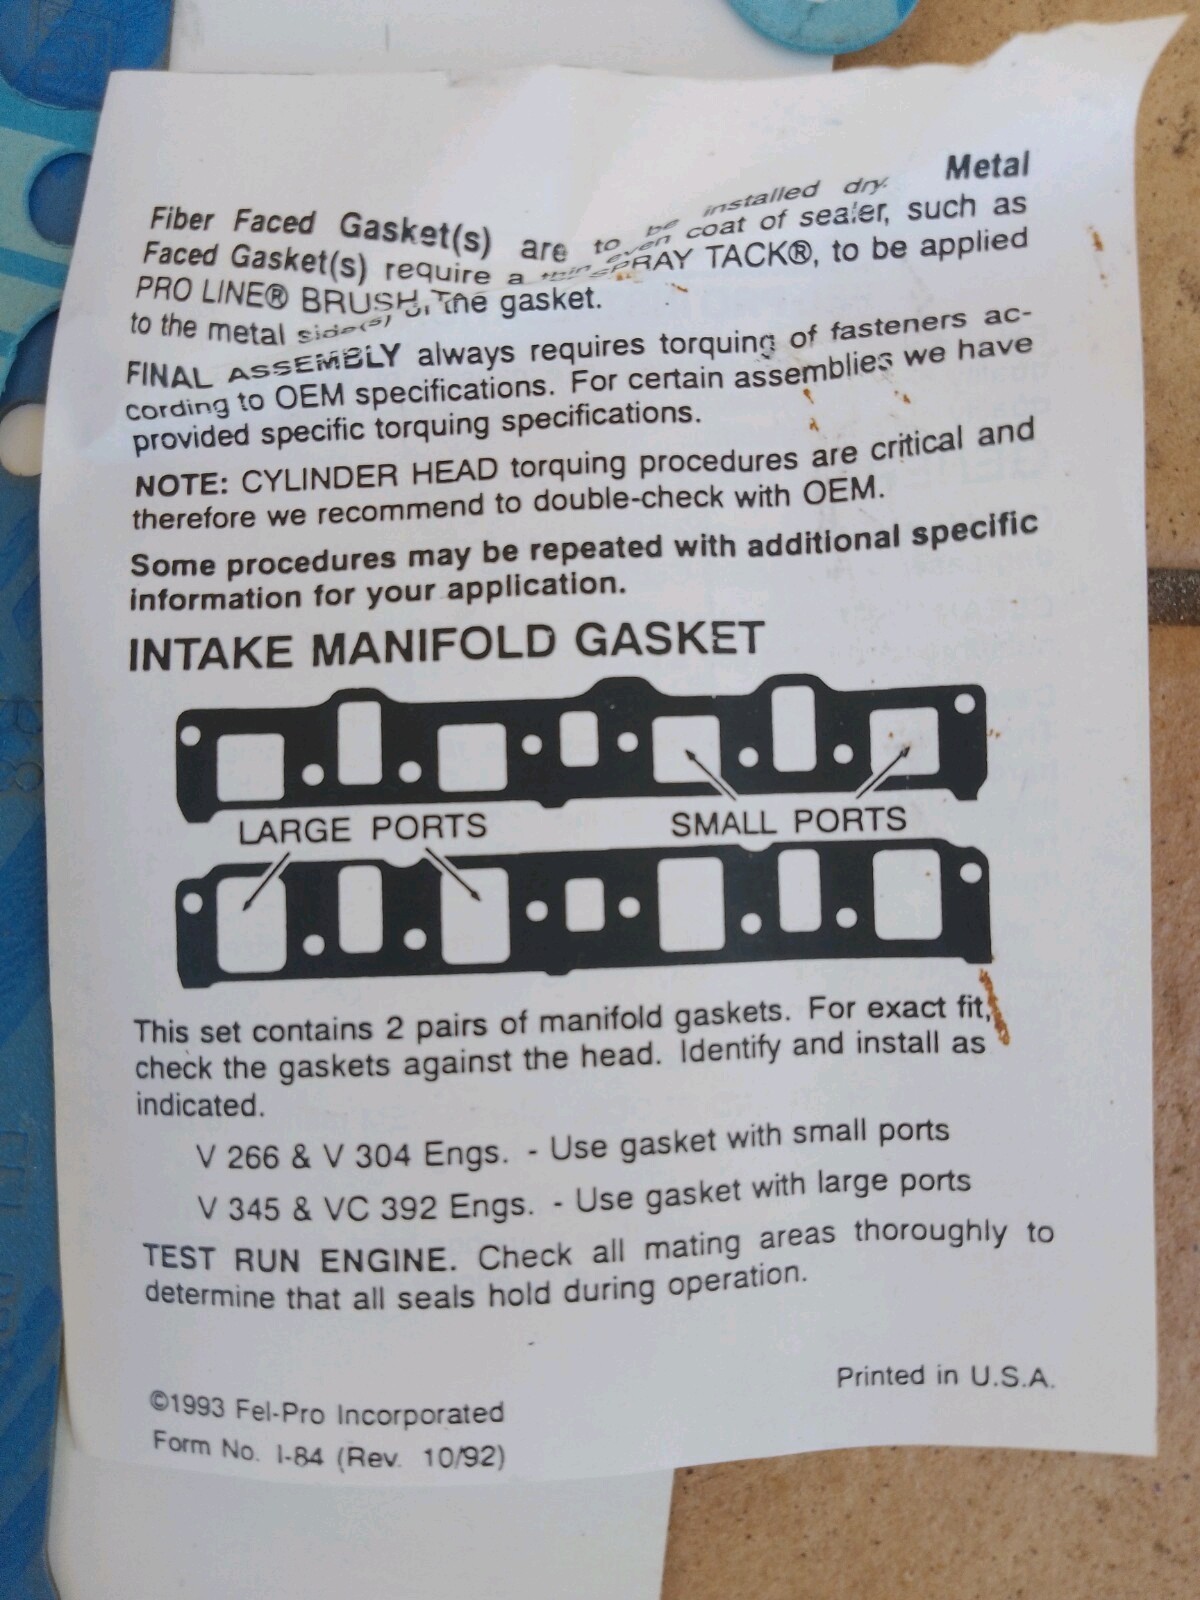 Fiber Faced Gasket(s) are to be installed dry. Metal
Faced Gasket(s) require a thin even coat of sealer, such as
PRO LINE® BRUSH, SPRAY TACK®, to be applied
to the metal side(s) of the gasket.
FINAL ASSEMBLY always requires torquing of fasteners ac-
cording to OEM specifications. For certain assemblies we have
provided specific torquing specifications.
NOTE: CYLINDER HEAD torquing procedures are critical and
therefore we recommend to double-check with OEM.
Some procedures may be repeated with additional specific
information for your application.
INTAKE MANIFOLD GASKET
LARGE PORTS SMALL PORTS
This set contains 2 pairs of manifold gaskets. For exact fit,
check the gaskets against the head. Identify and install as
indicated.
V 266 & V 304 Engs. - Use gasket with small ports
V 345 & VC 392 Engs. - Use gasket with large ports
TEST RUN ENGINE. Check all mating areas thoroughly to
determine that all seals hold during operation.
Printed in U.S.A.
©1993 Fel-Pro Incorporated
Form No. I-84 (Rev. 10/92)